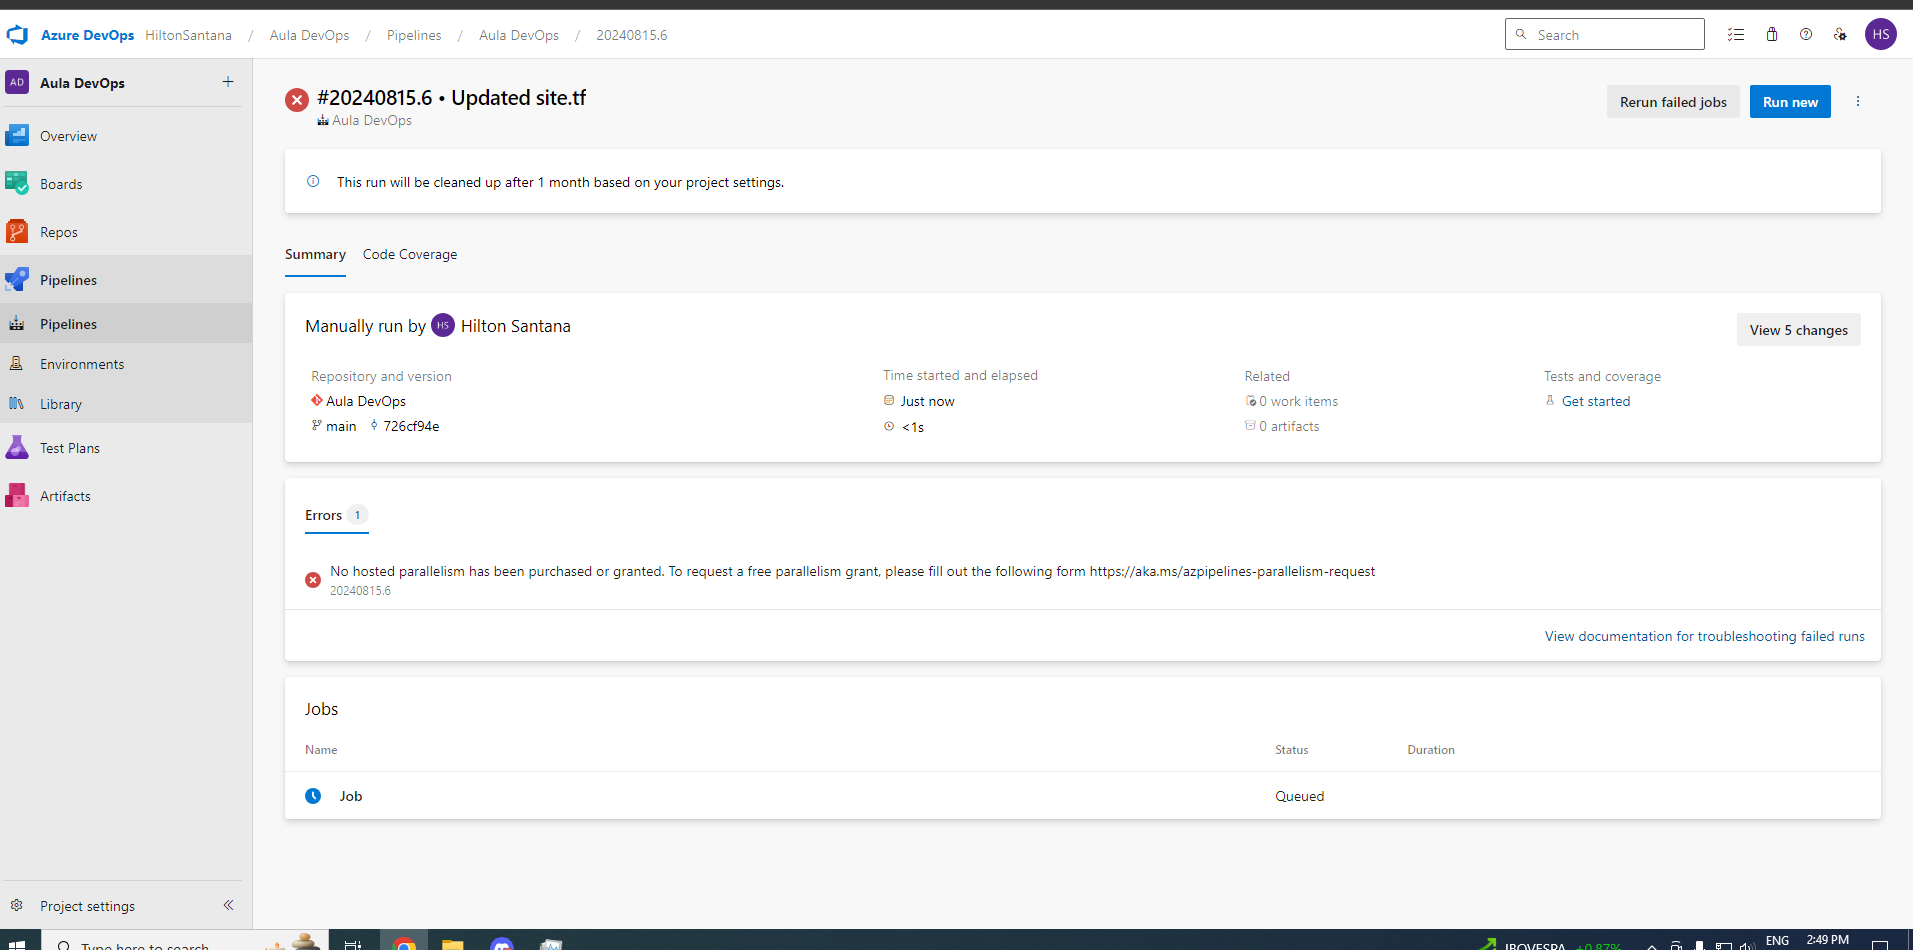 Azure DevOps HiltonSantana / Aula DevOps / Pipelines / Aula DevOps / 20240815.6
Search
HS
AD Aula DevOps +
Overview
Boards
Repos
Pipelines
Pipelines
Environments
Library
Test Plans
Artifacts
Project settings
#20240815.6 • Updated site.tf
Aula DevOps
Rerun failed jobs
Run new
This run will be cleaned up after 1 month based on your project settings.
Summary Code Coverage
Manually run by HS Hilton Santana
View 5 changes
Repository and version
Aula DevOps
main 726cf94e
Time started and elapsed
Just now
<1s
Related
0 work items
0 artifacts
Tests and coverage
Get started
Errors 1
No hosted parallelism has been purchased or granted. To request a free parallelism grant, please fill out the following form https://aka.ms/azpipelines-parallelism-request
20240815.6
View documentation for troubleshooting failed runs
Jobs
Name Status Duration
Job Queued
Type here to search
IBOVESPA +0.87%
ENG
2:49 PM